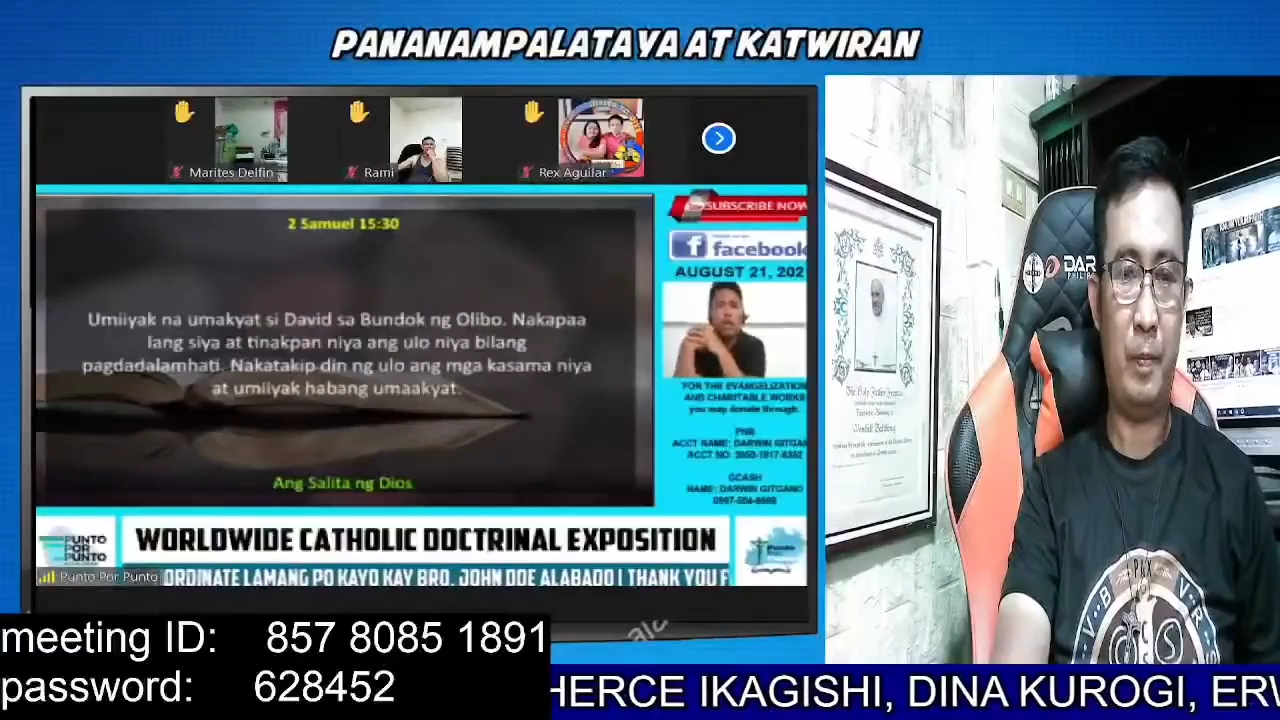 PANANAMPALATAYA AT KATWIRAN
Marites Delfin
Rami
Rex Aguilar
2 Samuel 15:30
Umiiyak na umakyat si David sa Bundok ng Olibo. Nakapaa
lang siya at tinakpan niya ang ulo niya bilang
pagdadalamhati. Nakatakip din ng ulo ang mga kasama niya
at umiiyak habang umaakyat.
Ang Salita ng Dios
SUBSCRIBE NOW
facebook
AUGUST 21, 202
FOR THE EVANGELIZATION
AND CHARITABLE WORKS
you may donate through.
PNB
ACCT NAME: DARWIN GITGANO
GCASH
NAME: DARWIN GITGANO
PUNTO
POR
PUNTO
WORLDWIDE CATHOLIC DOCTRINAL EXPOSITION
Punto Por Punto
ORDINATE LAMANG PO KAYO KAY BRO. JOHN DOE ALABADO | THANK YOU F
meeting ID: 857 8085 1891
password: 628452
HERCE IKAGISHI, DINA KUROGI, ERW
DAR